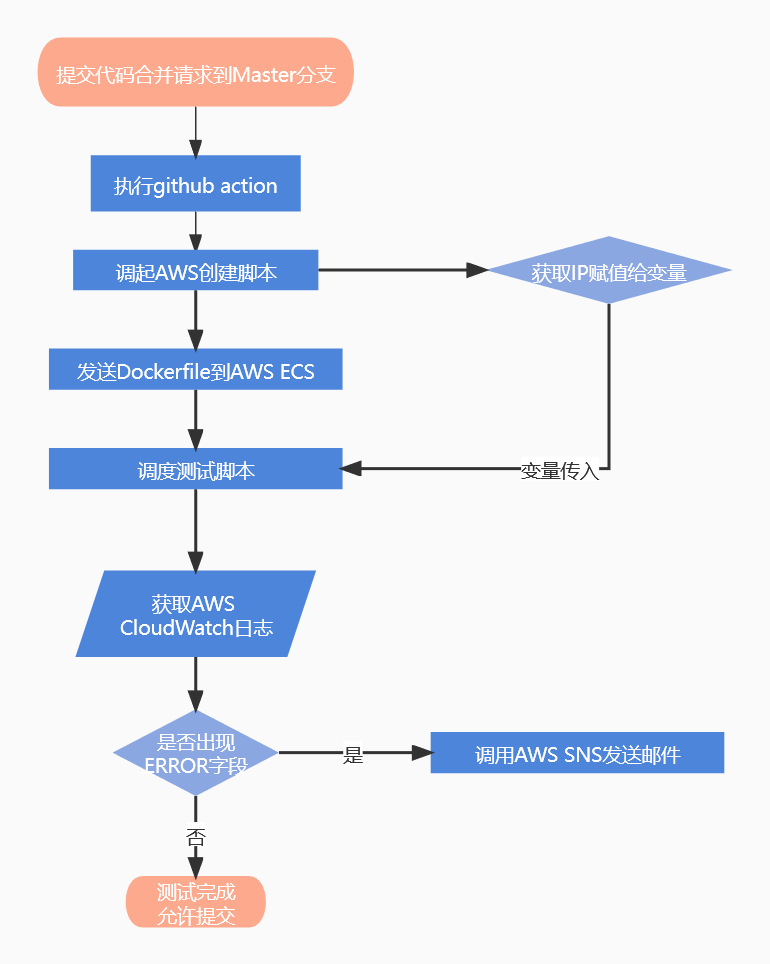 提交代码合并请求到Master分支
执行github action
调起AWS创建脚本
获取IP赋值给变量
发送Dockerfile到AWS ECS
调度测试脚本
变量传入
获取AWS
CloudWatch日志
是否出现
ERROR字段
是
调用AWS SNS发送邮件
否
测试完成
允许提交